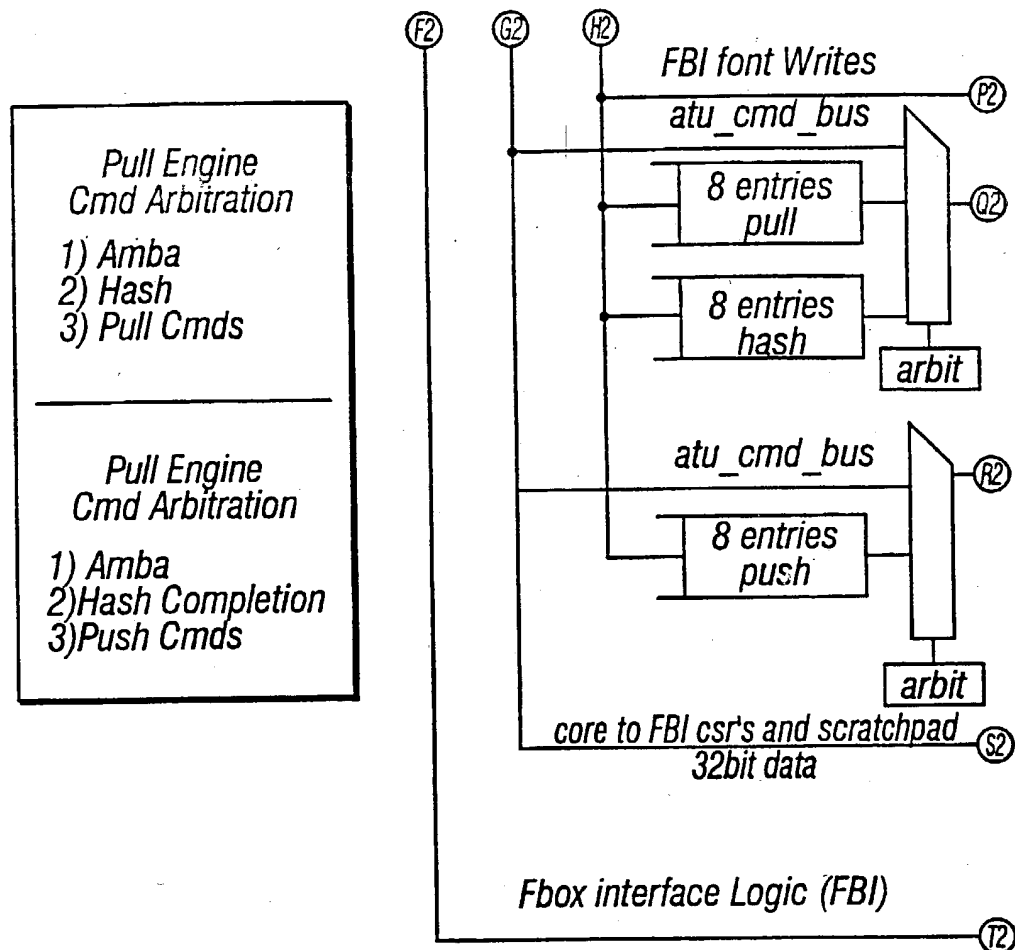 F2
G2
H2
FBI font Writes
P2
atu_cmd_bus
8 entries
pull
Q2
8 entries
hash
arbit
Pull Engine
Cmd Arbitration
1) Amba
2) Hash
3) Pull Cmds
Pull Engine
Cmd Arbitration
1) Amba
2)Hash Completion
3)Push Cmds
atu_cmd_bus
R2
8 entries
push
arbit
core to FBI csr's and scratchpad
32bit data
S2
Fbox interface Logic (FBI)
T2